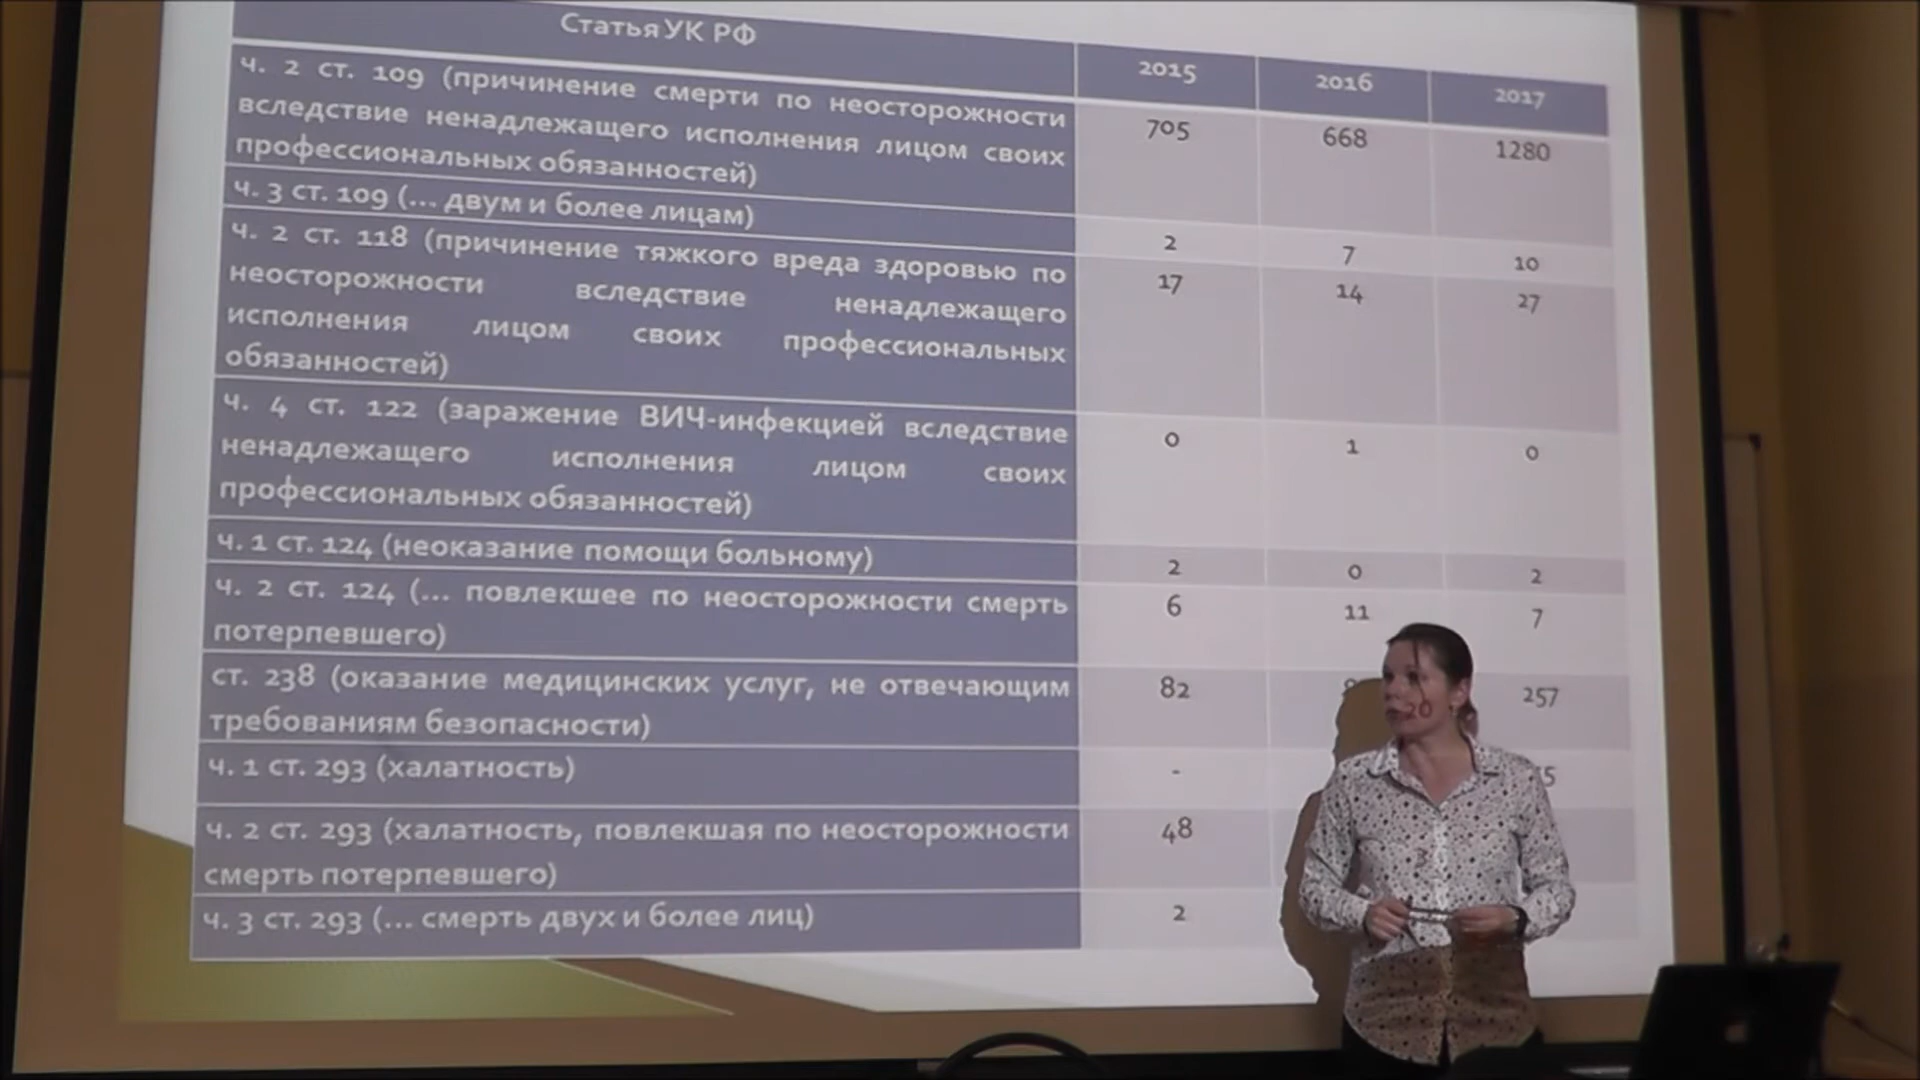 Статья УК РФ 2015 2016 2017
ч. 2 ст. 109 (причинение смерти по неосторожности
вследствие ненадлежащего исполнения лицом своих
профессиональных обязанностей)
705 668 1280
ч. 3 ст. 109 (... двум и более лицам)
2 7 10
ч. 2 ст. 118 (причинение тяжкого вреда здоровью по
неосторожности вследствие ненадлежащего
исполнения лицом своих профессиональных
обязанностей)
17 14 27
ч. 4 ст. 122 (заражение ВИЧ-инфекцией вследствие
ненадлежащего исполнения лицом своих
профессиональных обязанностей)
0 1 0
ч. 1 ст. 124 (неоказание помощи больному)
2 0 2
ч. 2 ст. 124 (... повлекшее по неосторожности смерть
потерпевшего)
6 11 7
ст. 238 (оказание медицинских услуг, не отвечающим
требованиям безопасности)
82 257
ч. 1 ст. 293 (халатность)
-
ч. 2 ст. 293 (халатность, повлекшая по неосторожности
смерть потерпевшего)
48
ч. 3 ст. 293 (... смерть двух и более лиц)
2